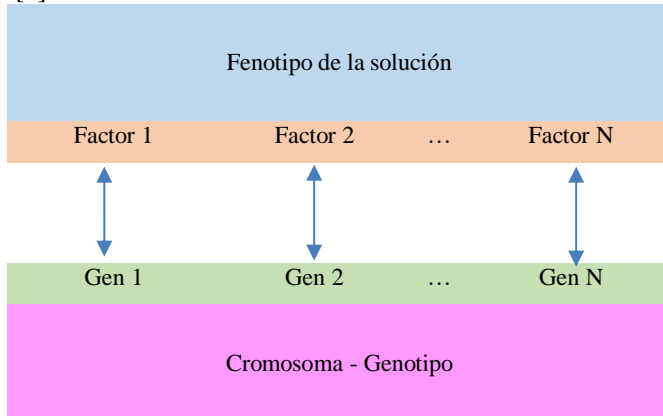 Fenotipo de la solución
Factor 1 Factor 2 … Factor N
Gen 1 Gen 2 … Gen N
Cromosoma - Genotipo